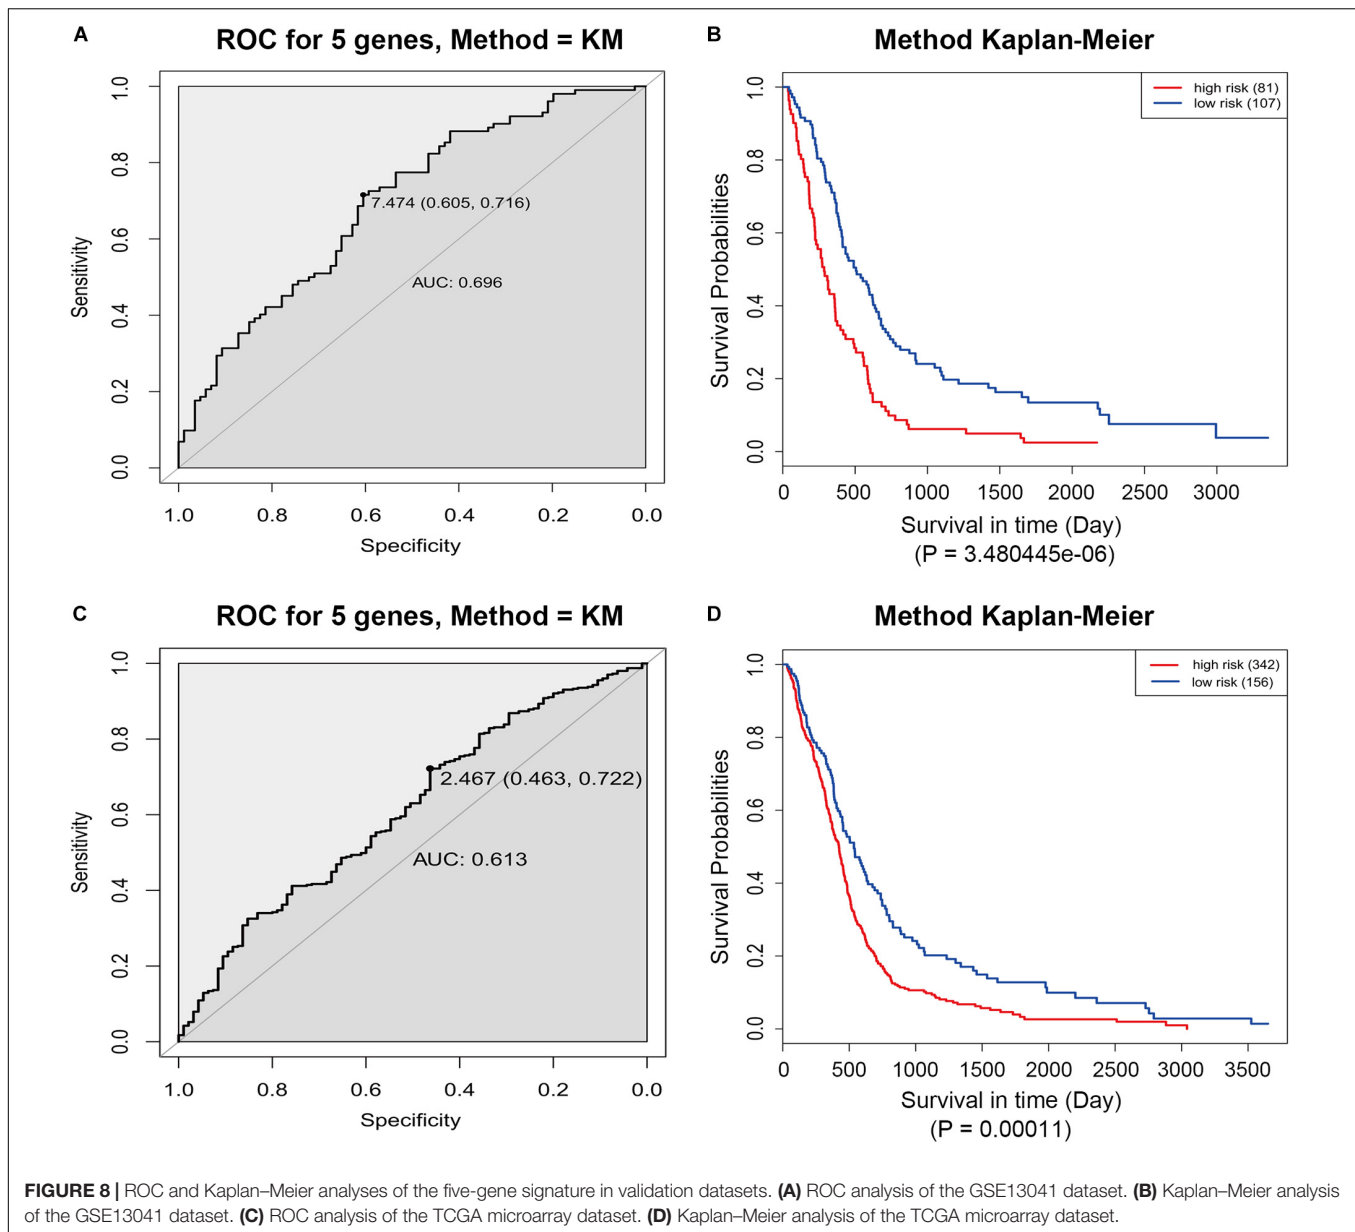 A
ROC for 5 genes, Method = KM
1.0
0.8
0.6
0.4
0.2
0.0
Sensitivity
7.474 (0.605, 0.716)
AUC: 0.696
1.0 0.8 0.6 0.4 0.2 0.0
Specificity
B
Method Kaplan-Meier
high risk (81)
low risk (107)
1.0
0.8
0.6
0.4
0.2
0.0
Survival Probabilities
0 500 1000 1500 2000 2500 3000
Survival in time (Day)
(P = 3.480445e-06)
C
ROC for 5 genes, Method = KM
1.0
0.8
0.6
0.4
0.2
0.0
Sensitivity
2.467 (0.463, 0.722)
AUC: 0.613
1.0 0.8 0.6 0.4 0.2 0.0
Specificity
D
Method Kaplan-Meier
high risk (342)
low risk (156)
1.0
0.8
0.6
0.4
0.2
0.0
Survival Probabilities
0 500 1000 1500 2000 2500 3000 3500
Survival in time (Day)
(P = 0.00011)
FIGURE 8 | ROC and Kaplan–Meier analyses of the five-gene signature in validation datasets. (A) ROC analysis of the GSE13041 dataset. (B) Kaplan–Meier analysis
of the GSE13041 dataset. (C) ROC analysis of the TCGA microarray dataset. (D) Kaplan–Meier analysis of the TCGA microarray dataset.